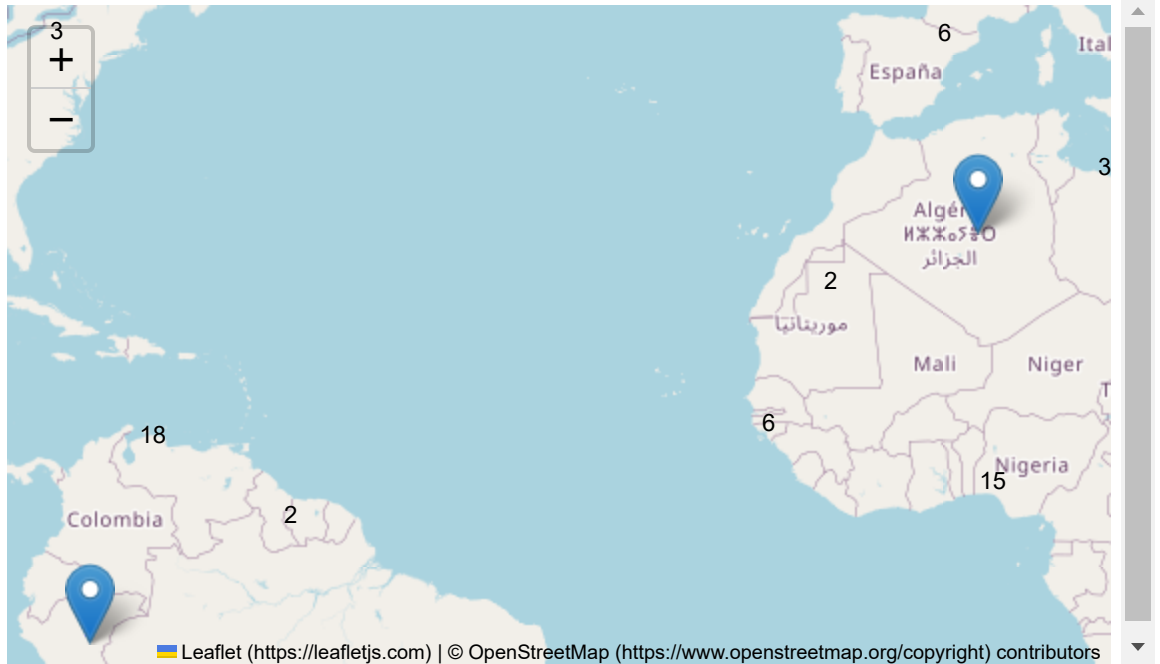 3
+
−
6
Ital
España
3
Algér
ⵍⵣⵣⴰⵢⴻⵔ
الجزائر
2
موريتانيا
Mali
Niger
T
6
18
Nigeria
15
2
Colombia
Leaflet (https://leafletjs.com) | © OpenStreetMap (https://www.openstreetmap.org/copyright) contributors